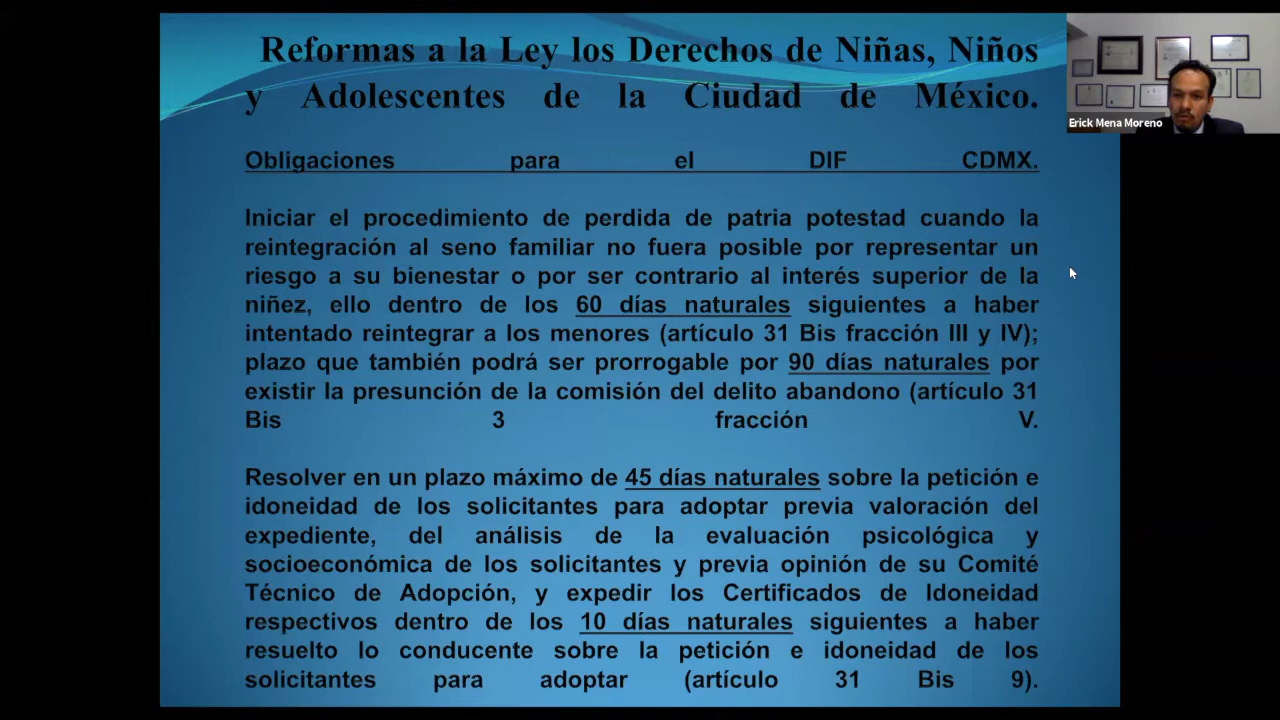 Reformas a la Ley los Derechos de Niñas, Niños
y Adolescentes de la Ciudad de México.
Erick Mena Moreno
Obligaciones para el DIF CDMX.
Iniciar el procedimiento de perdida de patria potestad cuando la
reintegración al seno familiar no fuera posible por representar un
riesgo a su bienestar o por ser contrario al interés superior de la
niñez, ello dentro de los 60 días naturales siguientes a haber
intentado reintegrar a los menores (artículo 31 Bis fracción III y IV);
plazo que también podrá ser prorrogable por 90 días naturales por
existir la presunción de la comisión del delito abandono (artículo 31
Bis 3 fracción V.
Resolver en un plazo máximo de 45 días naturales sobre la petición e
idoneidad de los solicitantes para adoptar previa valoración del
expediente, del análisis de la evaluación psicológica y
socioeconómica de los solicitantes y previa opinión de su Comité
Técnico de Adopción, y expedir los Certificados de Idoneidad
respectivos dentro de los 10 días naturales siguientes a haber
resuelto lo conducente sobre la petición e idoneidad de los
solicitantes para adoptar (artículo 31 Bis 9).